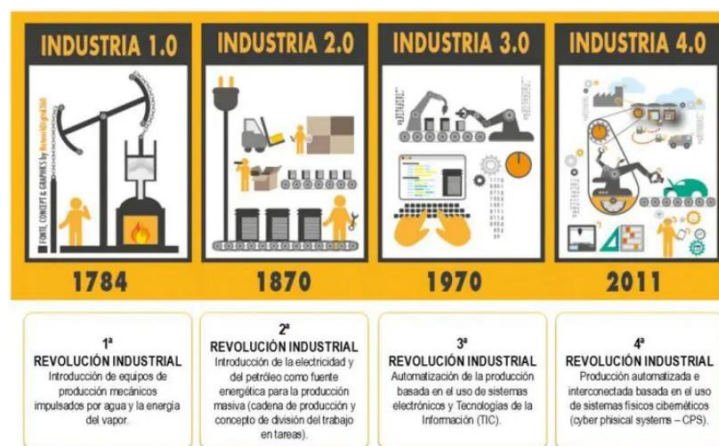 INDUSTRIA 1.0
INDUSTRIA 2.0
INDUSTRIA 3.0
INDUSTRIA 4.0
FONTE, CONCEPT & GRAPHICS by NetworkDigital360
1784
1870
1970
2011
1ª
REVOLUCIÓN INDUSTRIAL
Introducción de equipos de
producción mecánicos
impulsados por agua y la energía
del vapor.
2ª
REVOLUCIÓN INDUSTRIAL
Introducción de la electricidad y
del petróleo como fuente
energética para la producción
masiva (cadena de producción y
concepto de división del trabajo
en tareas).
3ª
REVOLUCIÓN INDUSTRIAL
Automatización de la producción
basada en el uso de sistemas
electrónicos y Tecnologías de la
Información (TIC).
4ª
REVOLUCIÓN INDUSTRIAL
Producción automatizada e
interconectada basada en el uso
de sistemas físicos cibernéticos
(cyber phisical systems – CPS).